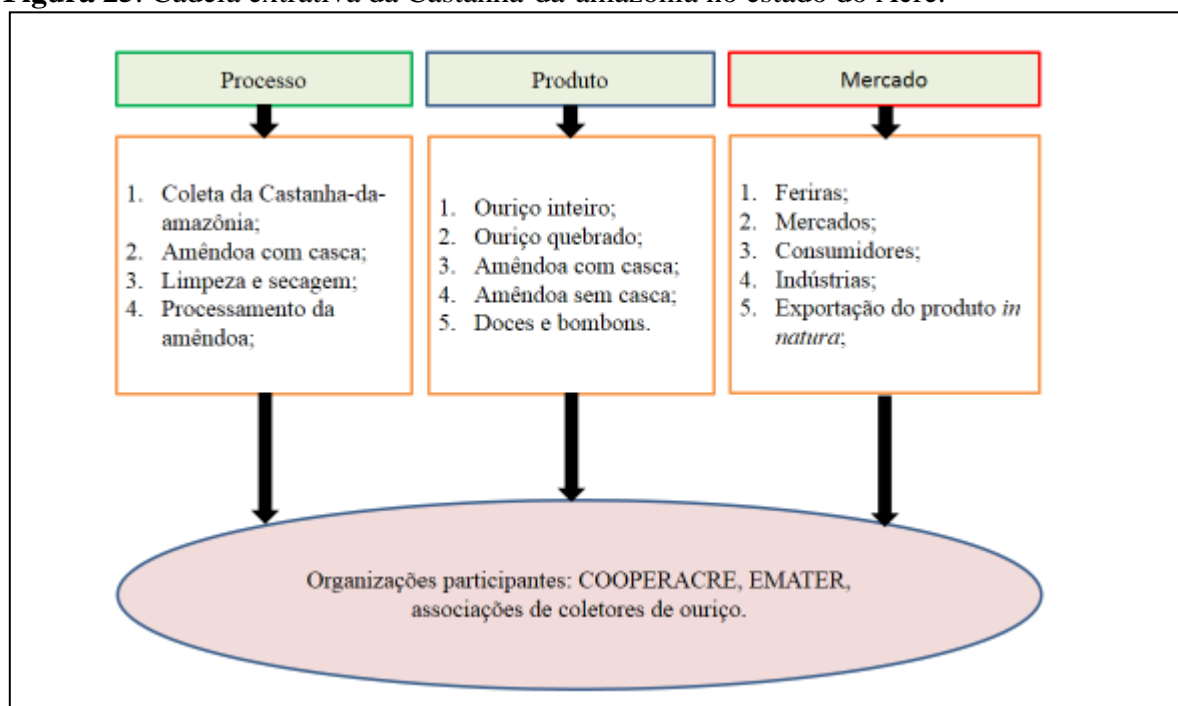 Figura 25. Cadeia extrativa da Castanha-da-amazônia no estado do Acre.
Processo
Produto
Mercado
1. Coleta da Castanha-da-
amazônia;
2. Amêndoa com casca;
3. Limpeza e secagem;
4. Processamento da
amêndoa;
1. Ouriço inteiro;
2. Ouriço quebrado;
3. Amêndoa com casca;
4. Amêndoa sem casca;
5. Doces e bombons.
1. Feriras;
2. Mercados;
3. Consumidores;
4. Indústrias;
5. Exportação do produto in
natura;
Organizações participantes: COOPERACRE, EMATER,
associações de coletores de ouriço.